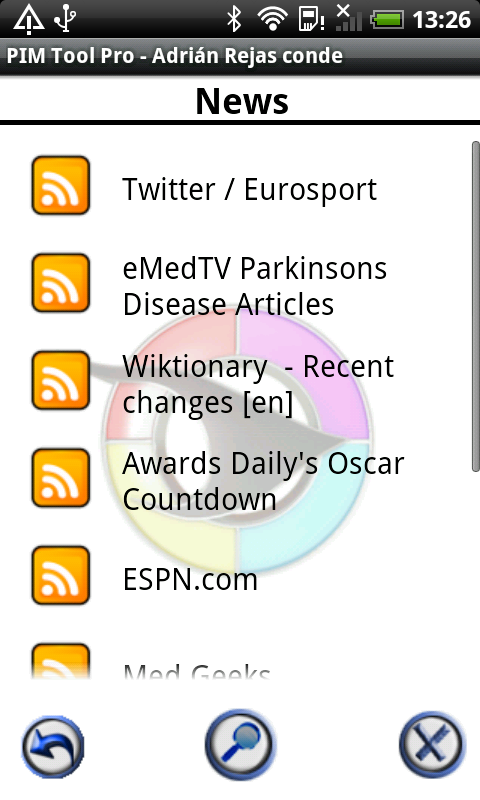 13:26
PIM Tool Pro - Adrián Rejas conde
News
Twitter / Eurosport
eMedTV Parkinsons
Disease Articles
Wiktionary  - Recent
changes [en]
Awards Daily's Oscar
Countdown
ESPN.com
Med Geeks